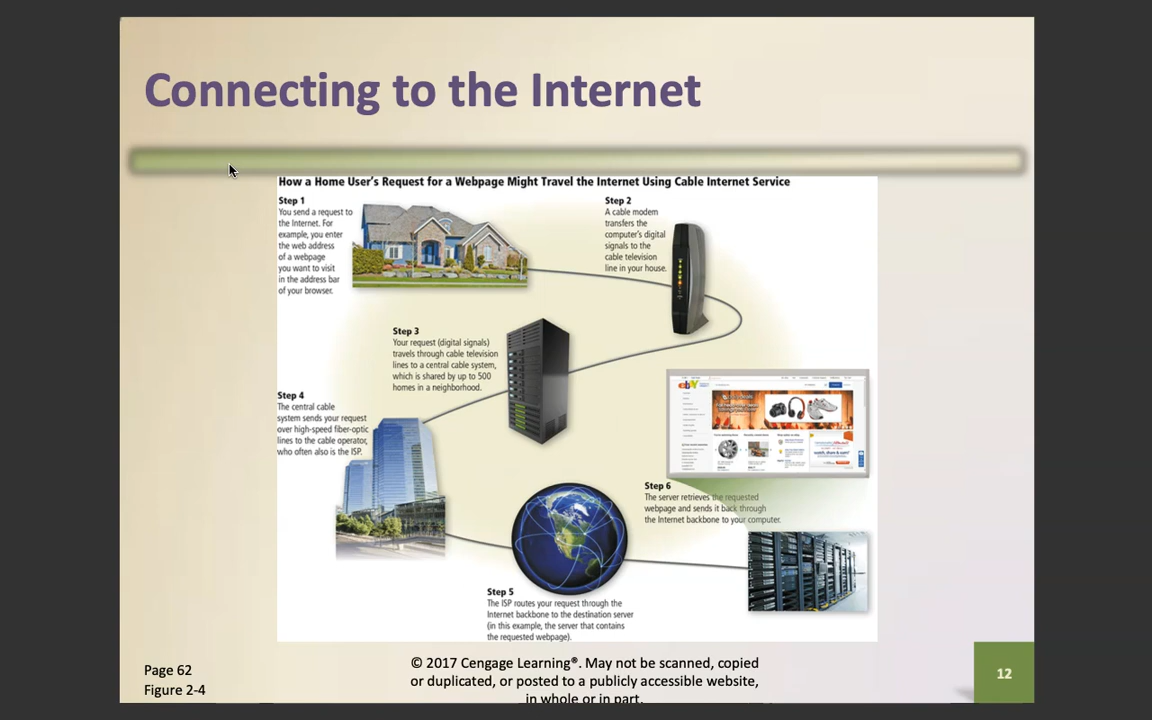 Connecting to the Internet
How a Home User's Request for a Webpage Might Travel the Internet Using Cable Internet Service
Step 1
You send a request to
the Internet. For
example, you enter
the web address
of a webpage
you want to visit
in the address bar
of your browser.
Step 2
A cable modem
transfers the
computer's digital
signals to the
cable television
line in your house.
Step 3
Your request (digital signals)
travels through cable television
lines to a central cable system,
which is shared by up to 500
homes in a neighborhood.
Step 4
The central cable
system sends your request
over high-speed fiber-optic
lines to the cable operator,
who often also is the ISP.
ebay
Step 6
The server retrieves the requested
webpage and sends it back through
the Internet backbone to your computer.
Step 5
The ISP routes your request through the
Internet backbone to the destination server
(in this example, the server that contains
the requested webpage).
Page 62
Figure 2-4
© 2017 Cengage Learning®. May not be scanned, copied
or duplicated, or posted to a publicly accessible website,
in whole or in part.
12